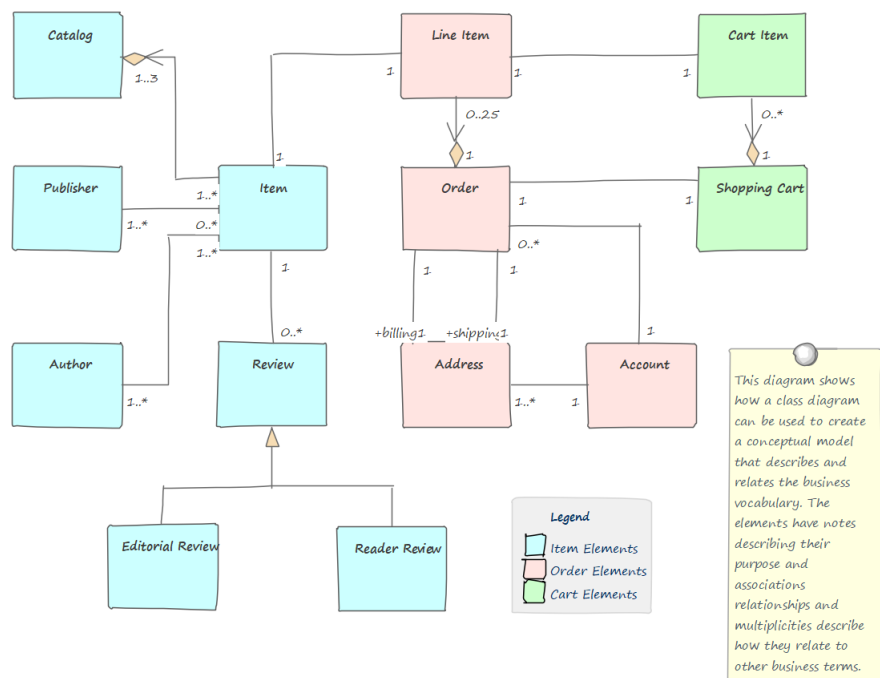 Catalog
Line Item
Cart Item
1..3
1
1
1
0..25
0..*
1
1
1
Publisher
Item
Order
Shopping Cart
1..*
1..*
0..*
1..*
1
1
0..*
1
1
1
0..*
+billing1
+shipping1
1
Author
Review
Address
Account
1..*
1..*
1
This diagram shows
how a class diagram
can be used to create
a conceptual model
that describes and
relates the business
vocabulary. The
elements have notes
describing their
purpose and
associations
relationships and
multiplicities describe
how they relate to
other business terms.
Editorial Review
Reader Review
Legend
Item Elements
Order Elements
Cart Elements